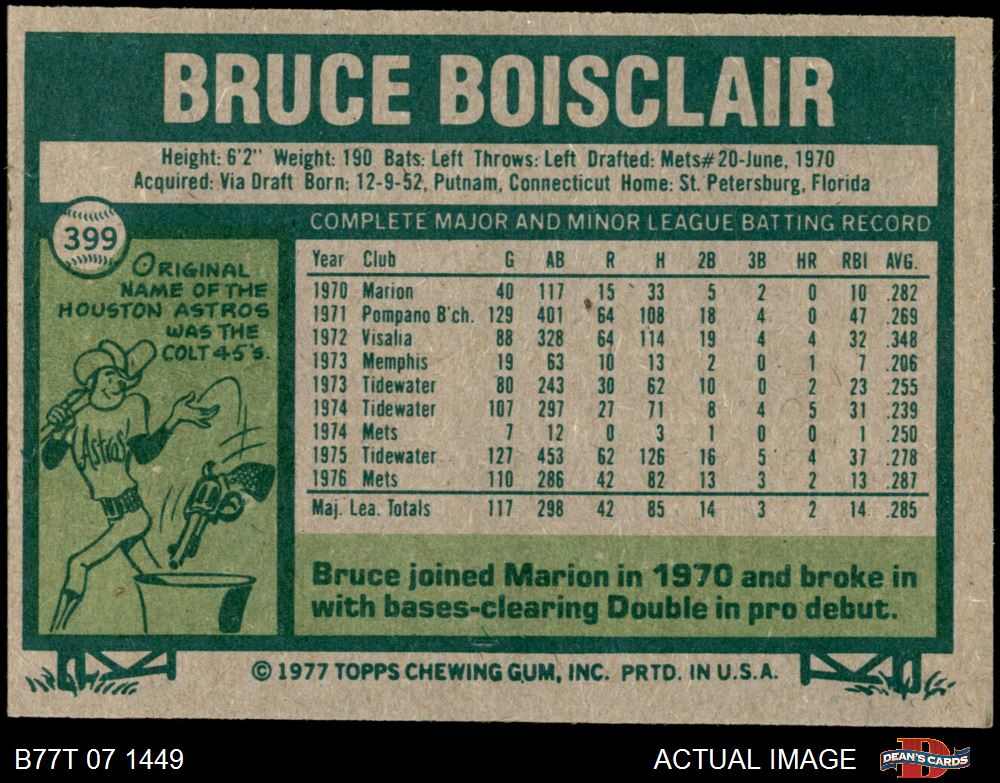 BRUCE BOISCLAIR
Height: 6'2" Weight: 190 Bats: Left Throws: Left Drafted: Mets#20-June, 1970
Acquired: Via Draft Born: 12-9-52, Putnam, Connecticut Home: St. Petersburg, Florida
399
ORIGINAL
NAME OF THE
HOUSTON ASTROS
WAS THE
COLT 45's.
Astros
COMPLETE MAJOR AND MINOR LEAGUE BATTING RECORD
Year Club G AB R H 2B 3B HR RBI AVG.
1970 Marion 40 117 15 33 5 2 0 10 .282
1971 Pompano B'ch. 129 401 64 108 18 4 0 47 .269
1972 Visalia 88 328 64 114 19 4 4 32 .348
1973 Memphis 19 63 10 13 2 0 1 7 .206
1973 Tidewater 80 243 30 62 10 0 2 23 .255
1974 Tidewater 107 297 27 71 8 4 5 31 .239
1974 Mets 7 12 0 3 1 0 0 1 .250
1975 Tidewater 127 453 62 126 16 5 4 37 .278
1976 Mets 110 286 42 82 13 3 2 13 .287
Maj. Lea. Totals 117 298 42 85 14 3 2 14 .285
Bruce joined Marion in 1970 and broke in
with bases-clearing Double in pro debut.
© 1977 TOPPS CHEWING GUM, INC. PRTD. IN U.S.A.
B77T 07 1449
ACTUAL IMAGE
DEAN'S CARDS